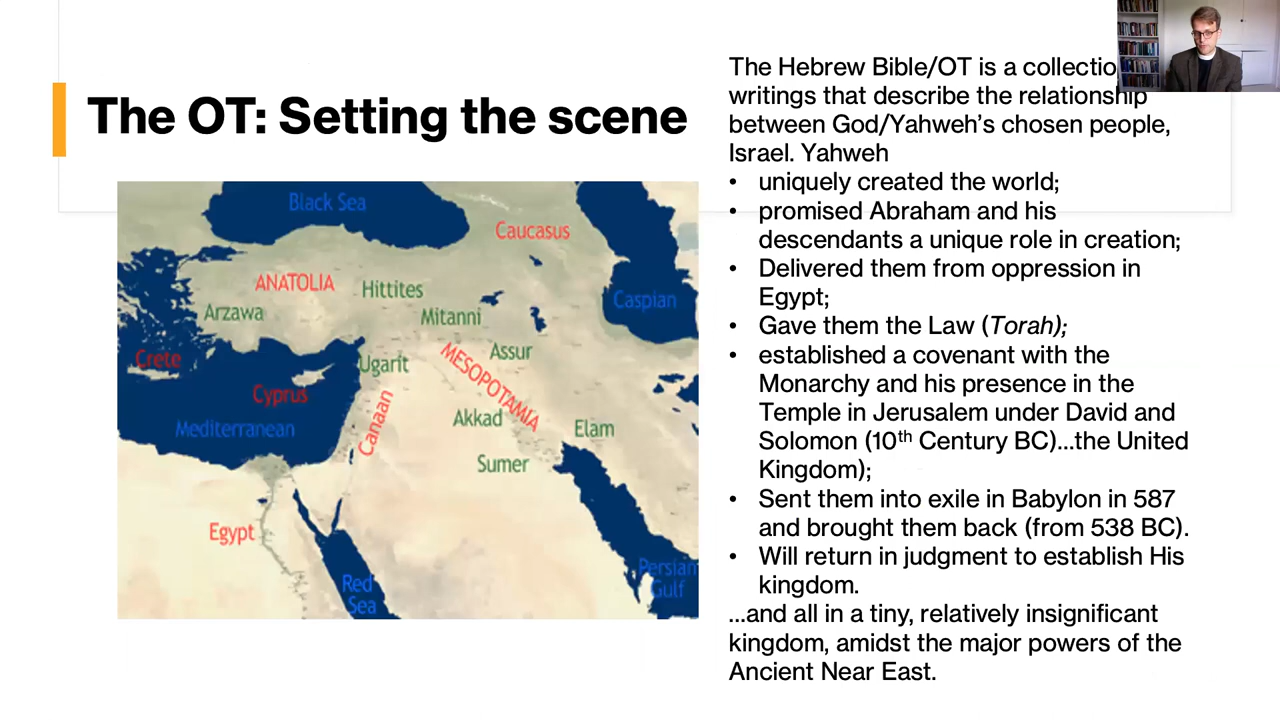 The OT: Setting the scene
Black Sea
Caucasus
ANATOLIA
Hittites
Caspian
Arzawa
Mitanni
Crete
Ugarit
Assur
MESOPOTAMIA
Cyprus
Canaan
Mediterranean
Akkad
Elam
Sumer
Egypt
Red
Sea
Persian
Gulf
The Hebrew Bible/OT is a
writings that describe the relationship
between God/Yahweh’s chosen people,
Israel. Yahweh
• uniquely created the world;
• promised Abraham and his
descendants a unique role in creation;
• Delivered them from oppression in
Egypt;
• Gave them the Law (Torah);
• established a covenant with the
Monarchy and his presence in the
Temple in Jerusalem under David and
Solomon (10th Century BC)...the United
Kingdom);
• Sent them into exile in Babylon in 587
and brought them back (from 538 BC).
• Will return in judgment to establish His
kingdom.
...and all in a tiny, relatively insignificant
kingdom, amidst the major powers of the
Ancient Near East.